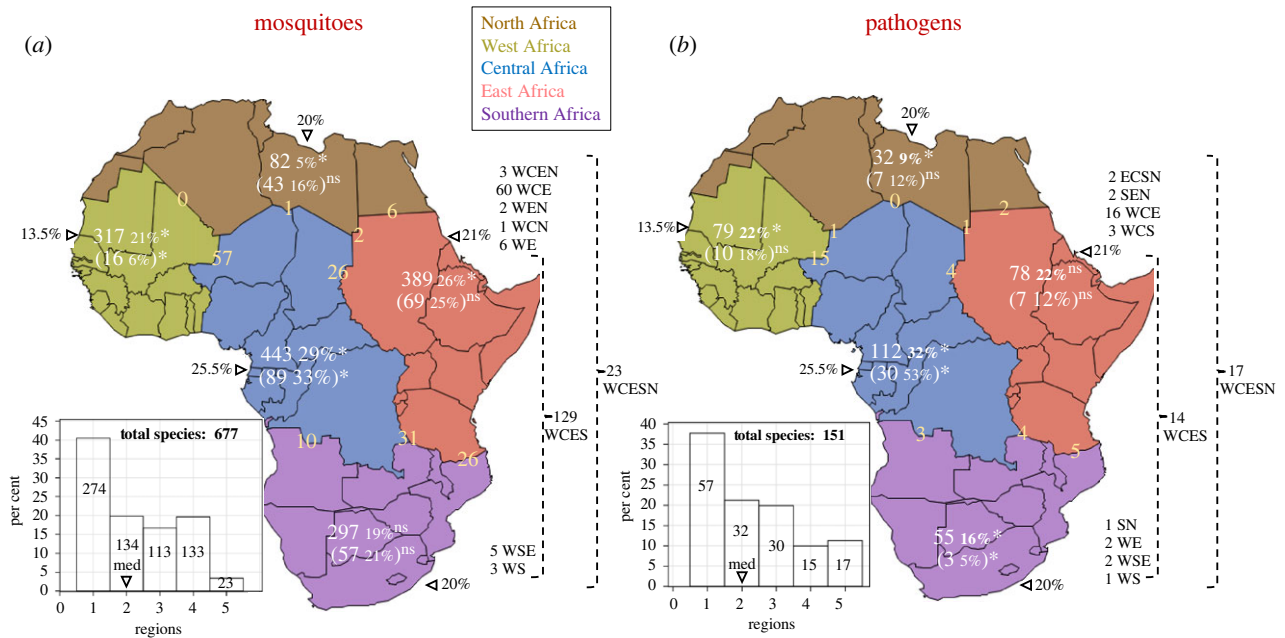 mosquitoes
(a)
North Africa
West Africa
Central Africa
East Africa
Southern Africa
20%
82 5%*
(43 16%)ns
0
1
6
2
13.5%
317 21%*
(16 6%)*
57
26
21%
389 26%*
(69 25%)ns
443 29%*
25.5%
(89 33%)*
10
31
26
297 19%ns
(57 21%)ns
20%
3 WCEN
60 WCE
2 WEN
1 WCN
6 WE
23
WCESN
129
WCES
5 WSE
3 WS
total species: 677
per cent
45
40
35
30
25
20
15
10
5
0
274
134
med
113
133
23
0 1 2 3 4 5
regions
pathogens
(b)
20%
32 9%*
(7 12%)ns
0
2
1
1
13.5%
79 22%*
(10 18%)ns
15
4
21%
78 22%ns
(7 12%)ns
112 32%*
25.5%
(30 53%)*
3
4
5
55 16%*
(3 5%)*
20%
2 ECSN
2 SEN
16 WCE
3 WCS
17
WCESN
14
WCES
1 SN
2 WE
2 WSE
1 WS
total species: 151
per cent
40
35
30
25
20
15
10
5
0
57
32
med
30
15
17
0 1 2 3 4 5
regions